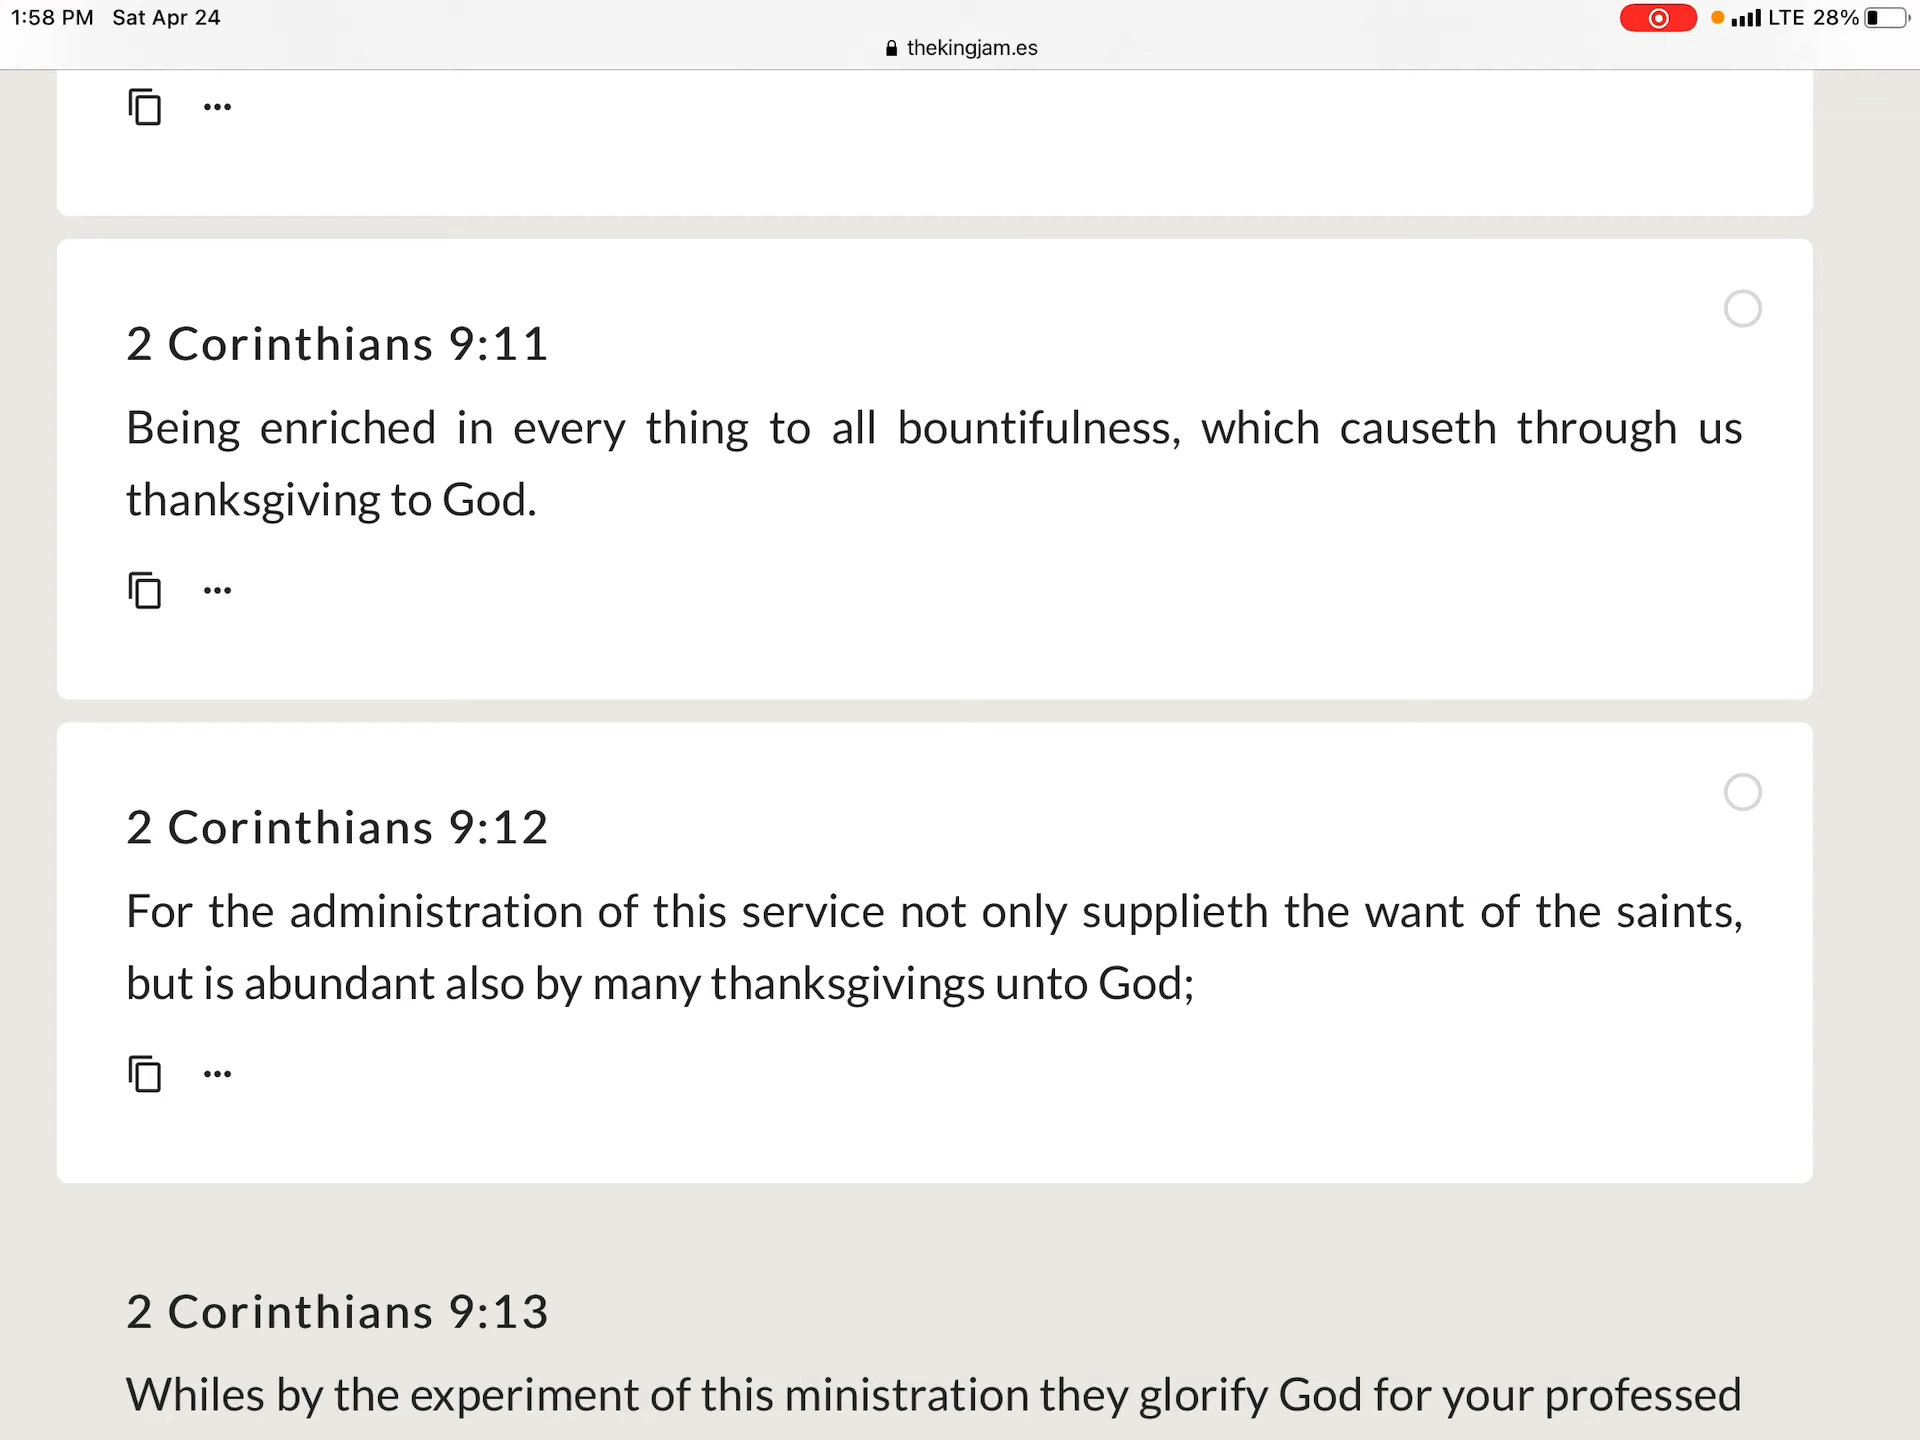 1:58 PM Sat Apr 24
LTE 28%
thekingjam.es
2 Corinthians 9:11
Being enriched in every thing to all bountifulness, which causeth through us
thanksgiving to God.
2 Corinthians 9:12
For the administration of this service not only supplieth the want of the saints,
but is abundant also by many thanksgivings unto God;
2 Corinthians 9:13
Whiles by the experiment of this ministration they glorify God for your professed